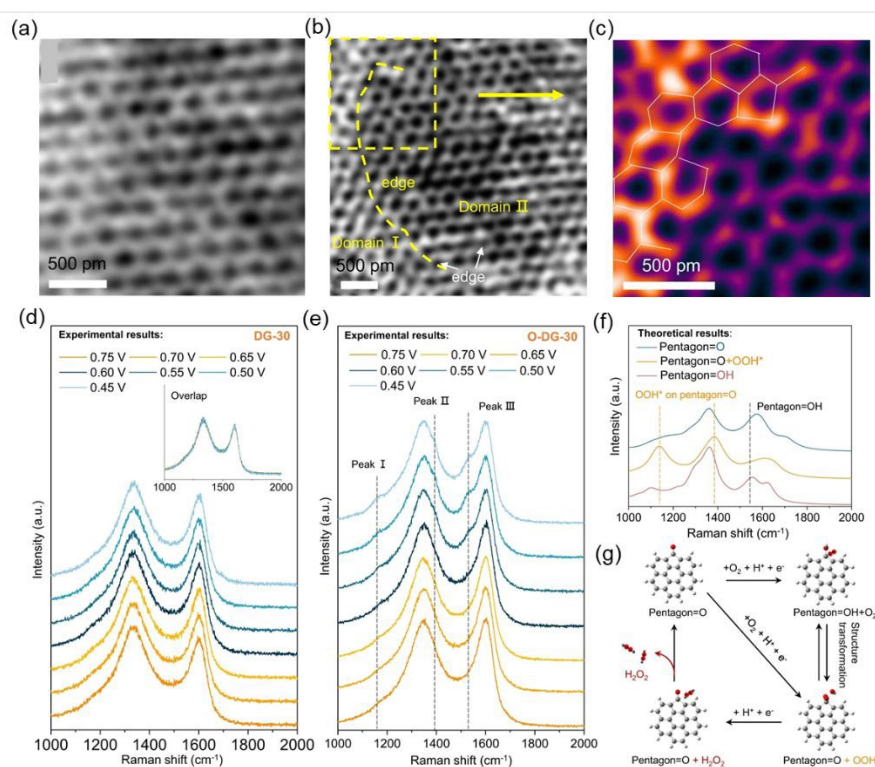 (a)
500 pm
(b)
edge
Domain II
Domain I
edge
500 pm
(c)
500 pm
(d)
Experimental results: DG-30
0.75 V 0.70 V 0.65 V
0.60 V 0.55 V 0.50 V
0.45 V
Overlap
1000 1600 2000
Intensity (a.u.)
1000 1200 1400 1600 1800 2000
Raman shift (cm-1)
(e)
Experimental results: O-DG-30
0.75 V 0.70 V 0.65 V
0.60 V 0.55 V 0.50 V
0.45 V
Peak II
Peak III
Peak I
Intensity (a.u.)
1000 1200 1400 1600 1800 2000
Raman shift (cm-1)
(f)
Theoretical results:
Pentagon=O
Pentagon=O+OOH*
Pentagon=OH
OOH* on pentagon=O
Pentagon=OH
Intensity (a.u.)
1000 1200 1400 1600 1800 2000
Raman shift (cm-1)
(g)
+O2 + H+ + e-
Pentagon=O
Pentagon=OH+O2
+O2 + H+ + e-
Structure transformation
H2O2
+ H+ + e-
Pentagon=O + H2O2
Pentagon=O + OOH